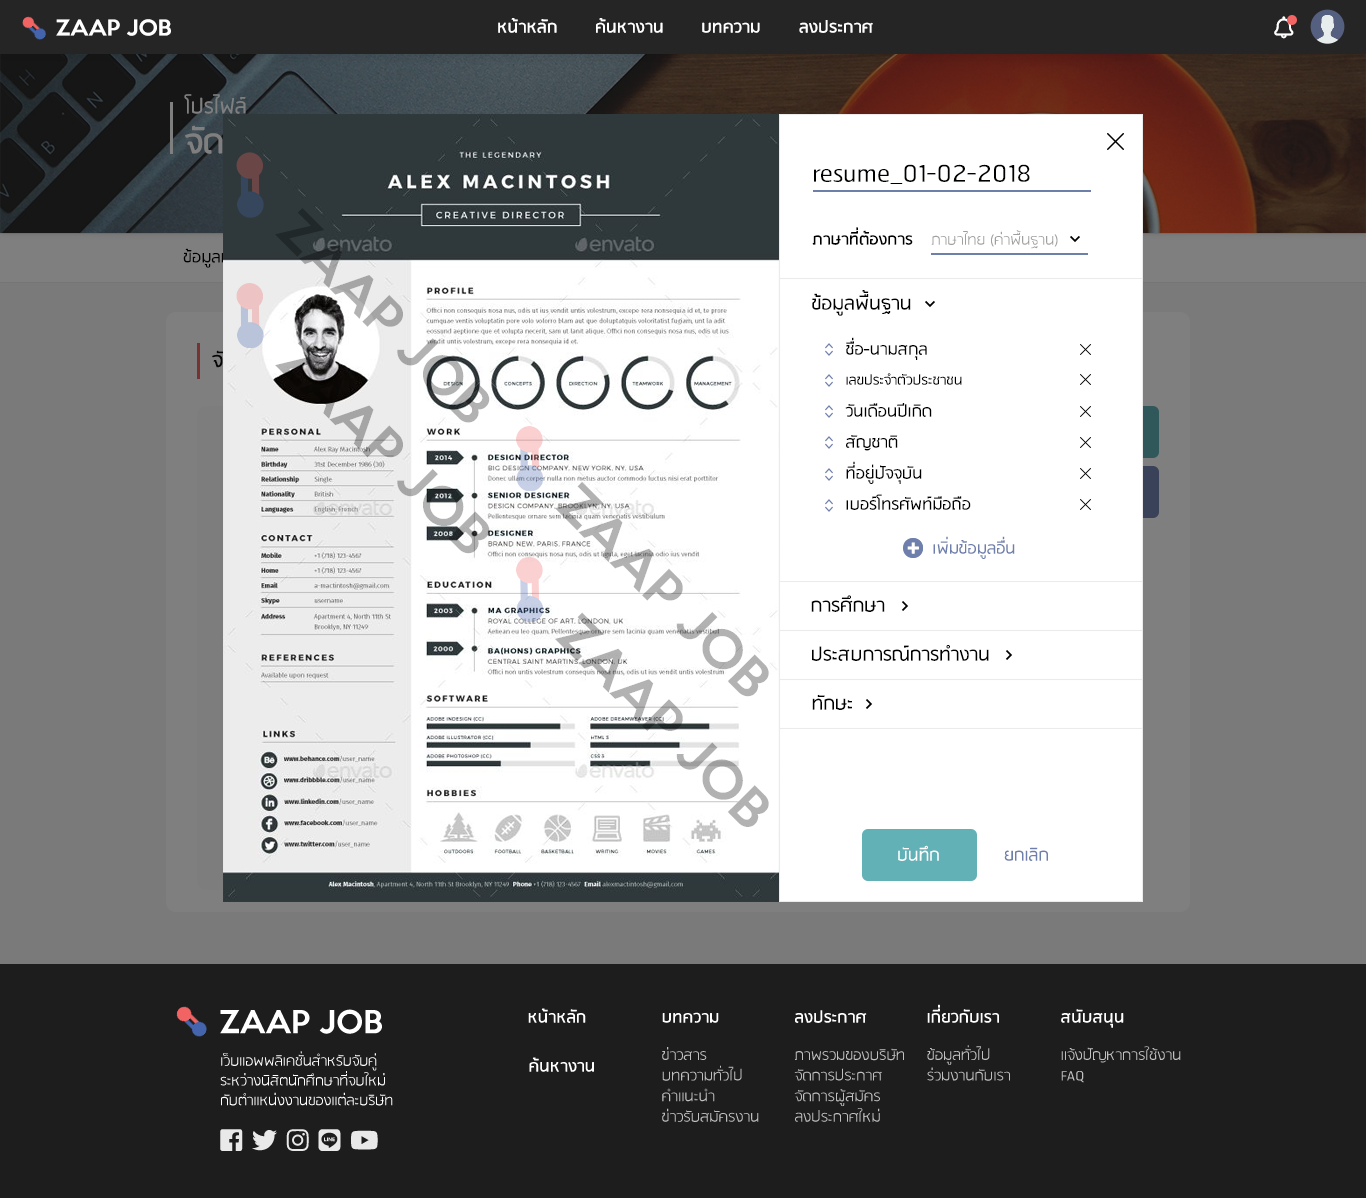 ZAAP JOB
หน้าหลัก
ค้นหางาน
บทความ
ลงประกาศ
โปรไฟล์
จัด
THE LEGENDARY
ALEX MACINTOSH
CREATIVE DIRECTOR
envato
envato
PROFILE
Offici non consequis nosa nus, odis ut ius vendit untis volestrum, excepe rera nonsequia id et, te prore
cumquae ventis voluptatin pore vole volorro blam aut et exped qui doluptatus doloreptatisi fugiam, unt la adit
eossund aeptione que et volupta necerit, sam ut lanit alique. Offici non consequis nosa nus, odis ut ius
vendit untis volestrum, excepe rera nonsequia id et.
DESIGN
CONCEPTS
DIRECTION
TEAMWORK
MANAGEMENT
PERSONAL
Name Alex Ray Macintosh
Birthday 31st December 1986 (30)
Relationship Single
Nationality British
Languages English, French
CONTACT
Mobile +1 (718) 123-4567
Home +1 (718) 123-4567
Email a-mactintosh@gmail.com
Skype username
Address Apartment 4, North 11th St
Brooklyn, NY 11249
REFERENCES
Available upon request
LINKS
www.behance.com/user_name
www.dribbble.com/user_name
www.linkedin.com/user_name
www.facebook.com/user_name
www.twitter.com/user_name
WORK
2014 DESIGN DIRECTOR
BIG DESIGN COMPANY, NEW YORK, NY, USA
Donec ullam corper nulla non metus auctor commodo luctus nisi erat porttitor
2012 SENIOR DESIGNER
DESIGN COMPANY, BROOKLYN, NY, USA
Pellentesque ornare sem lacinia quam venenatis vestibulum
2008 DESIGNER
BRAND NEW, PARIS, FRANCE
Offici non consequis nosa nus, odis ut lanita, eget lacinia odio ius vendit
EDUCATION
2003 MA GRAPHICS
ROYAL COLLEGE OF ART, LONDON, UK
Aenean eu leo quam. Pellentesque ornare sem lacinia quam venenatis vestibul
2000 BA(HONS) GRAPHICS
CENTRAL SAINT MARTINS, LONDON, UK
Offici non untis volestrum consequis nosa nus, odis ut ius vendit untis volestrum
SOFTWARE
ADOBE INDESIGN (CC)
ADOBE DREAMWEAVER (CC)
ADOBE ILLUSTRATOR (CC)
HTML 5
ADOBE PHOTOSHOP (CC)
CSS 3
envato
envato
HOBBIES
OUTDOORS
FOOTBALL
BASKETBALL
WRITING
MOVIES
GAMES
Alex Macintosh, Apartment 4, North 11th St Brooklyn, NY 11249 Phone +1 (718) 123-4567 Email alexmactintosh@gmail.com
ZAAP JOB
ZAAP JOB
ZAAP JOB
ZAAP JOB
resume_01-02-2018
ภาษาที่ต้องการ ภาษาไทย (ค่าพื้นฐาน)
ข้อมูลพื้นฐาน
ชื่อ-นามสกุล
เลขประจำตัวประชาชน
วันเดือนปีเกิด
สัญชาติ
ที่อยู่ปัจจุบัน
เบอร์โทรศัพท์มือถือ
เพิ่มข้อมูลอื่น
การศึกษา
ประสบการณ์การทำงาน
ทักษะ
บันทึก
ยกเลิก
ZAAP JOB
เว็บแอพพลิเคชั่นสำหรับจับคู่
ระหว่างนิสิตนักศึกษาที่จบใหม่
กับตำแหน่งงานของแต่ละบริษัท
LINE
หน้าหลัก
ค้นหางาน
บทความ
ข่าวสาร
บทความทั่วไป
คำแนะนำ
ข่าวรับสมัครงาน
ลงประกาศ
ภาพรวมของบริษัท
จัดการประกาศ
จัดการผู้สมัคร
ลงประกาศใหม่
เกี่ยวกับเรา
ข้อมูลทั่วไป
ร่วมงานกับเรา
สนับสนุน
แจ้งปัญหาการใช้งาน
FAQ